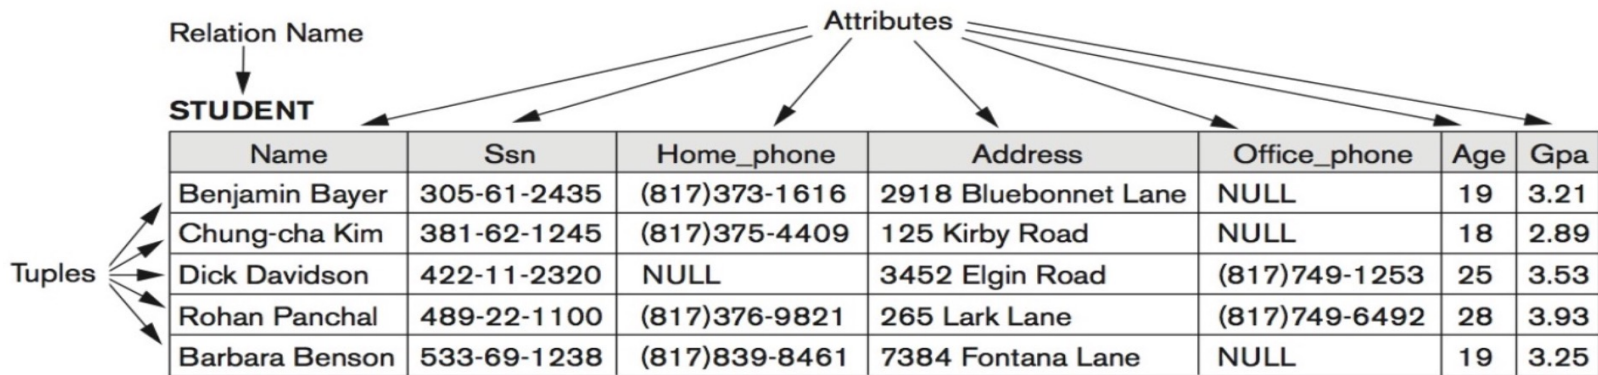 Attributes
Relation Name
STUDENT
Name Ssn Home_phone Address Office_phone Age Gpa
Benjamin Bayer 305-61-2435 (817)373-1616 2918 Bluebonnet Lane NULL 19 3.21
Chung-cha Kim 381-62-1245 (817)375-4409 125 Kirby Road NULL 18 2.89
Tuples Dick Davidson 422-11-2320 NULL 3452 Elgin Road (817)749-1253 25 3.53
Rohan Panchal 489-22-1100 (817)376-9821 265 Lark Lane (817)749-6492 28 3.93
Barbara Benson 533-69-1238 (817)839-8461 7384 Fontana Lane NULL 19 3.25